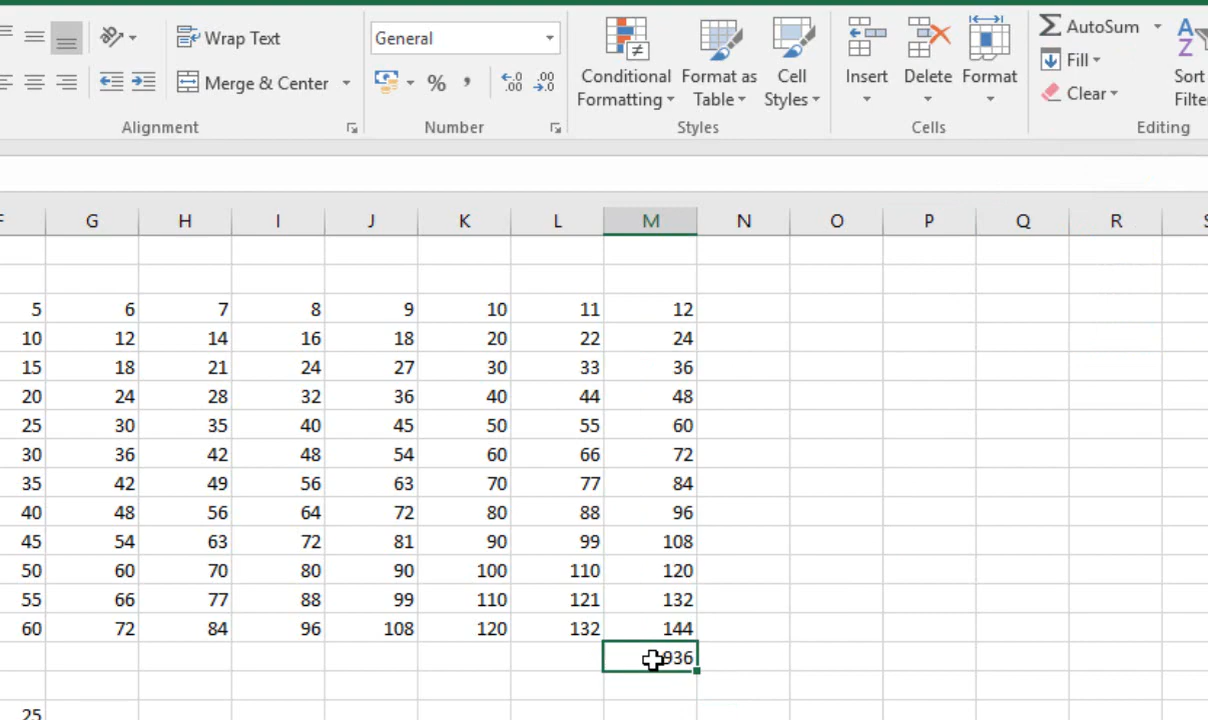 Wrap Text General AutoSum
Fill
Merge & Center % , .00 .00 Conditional Format as Cell Insert Delete Format Clear Sort
Formatting Table Styles Filte
Alignment Number Styles Cells Editing
F G H I J K L M N O P Q R S
5 6 7 8 9 10 11 12
10 12 14 16 18 20 22 24
15 18 21 24 27 30 33 36
20 24 28 32 36 40 44 48
25 30 35 40 45 50 55 60
30 36 42 48 54 60 66 72
35 42 49 56 63 70 77 84
40 48 56 64 72 80 88 96
45 54 63 72 81 90 99 108
50 60 70 80 90 100 110 120
55 66 77 88 99 110 121 132
60 72 84 96 108 120 132 144
936
25